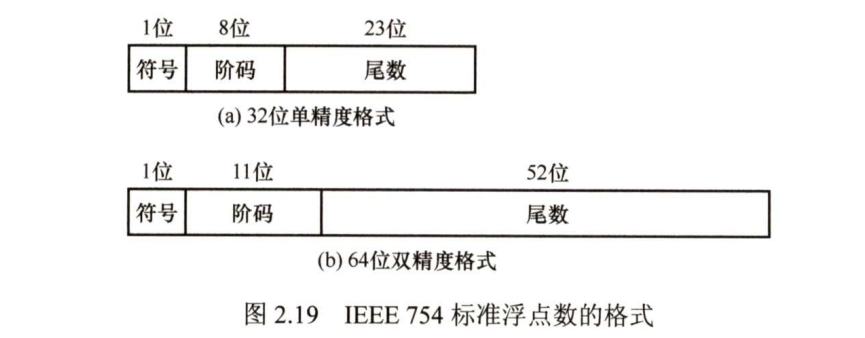 1位 8位 23位
符号 阶码 尾数
(a) 32位单精度格式
1位 11位 52位
符号 阶码 尾数
(b) 64位双精度格式
图 2.19 IEEE 754 标准浮点数的格式